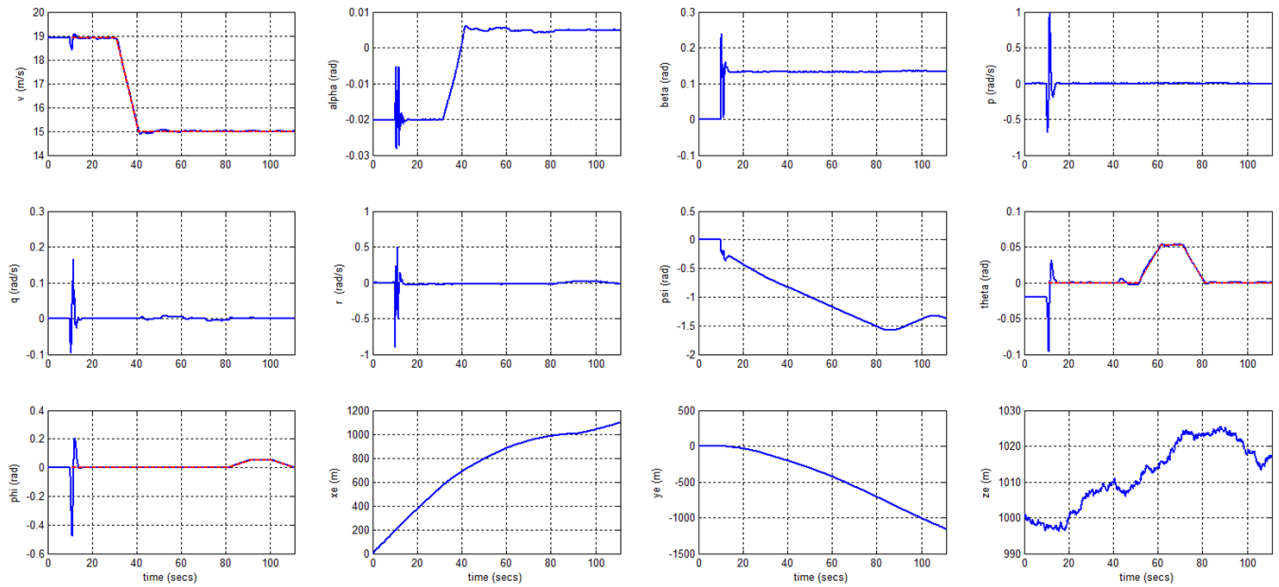 20 19 18 17 16 15 14
v (m/s)
0 20 40 60 80 100
0.01 0 -0.01 -0.02 -0.03
alpha (rad)
0 20 40 60 80 100
0.3 0.2 0.1 0 -0.1
beta (rad)
0 20 40 60 80 100
1 0.5 0 -0.5 -1
p (rad/s)
0 20 40 60 80 100
0.3 0.2 0.1 0 -0.1
q (rad/s)
0 20 40 60 80 100
1 0.5 0 -0.5 -1
r (rad/s)
0 20 40 60 80 100
0.5 0 -0.5 -1 -1.5 -2
psi (rad)
0 20 40 60 80 100
0.1 0.05 0 -0.05 -0.1
theta (rad)
0 20 40 60 80 100
0.4 0.2 0 -0.2 -0.4 -0.6
phi (rad)
0 20 40 60 80 100
time (secs)
1200 1000 800 600 400 200 0
xe (m)
0 20 40 60 80 100
time (secs)
500 0 -500 -1000 -1500
ye (m)
0 20 40 60 80 100
time (secs)
1030 1020 1010 1000 990
ze (m)
0 20 40 60 80 100
time (secs)